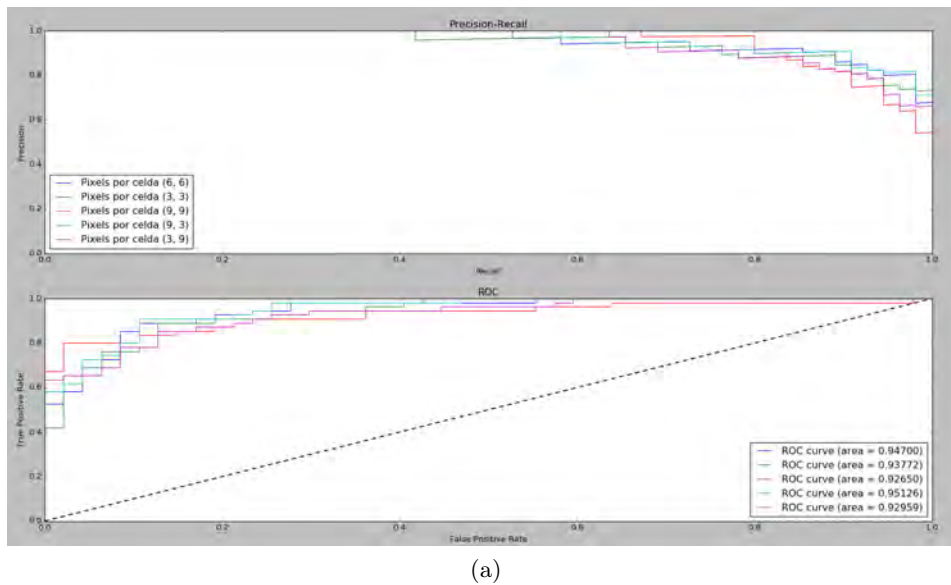 Precision-Recall
1.0
0.8
0.6
0.4
0.2
0.0
Precision
Pixels por celda (6, 6)
Pixels por celda (3, 3)
Pixels por celda (9, 9)
Pixels por celda (9, 3)
Pixels por celda (3, 9)
0.0
0.2
0.4
0.6
0.8
1.0
Recall
ROC
1.0
0.8
0.6
0.4
0.2
0.0
True Positive Rate
ROC curve (area = 0.94700)
ROC curve (area = 0.93772)
ROC curve (area = 0.92650)
ROC curve (area = 0.95126)
ROC curve (area = 0.92959)
0.0
0.2
0.4
0.6
0.8
1.0
False Positive Rate
(a)